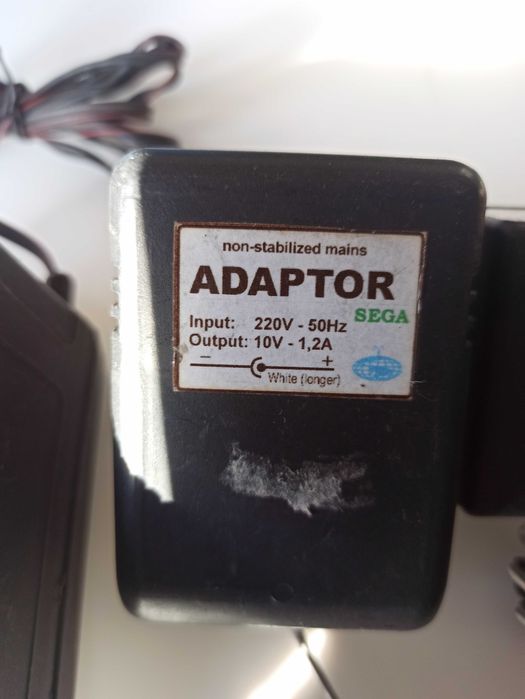 non-stabilized mains
ADAPTOR
SEGA
Input: 220V - 50Hz
Output: 10V - 1,2A
− +
White (longer)